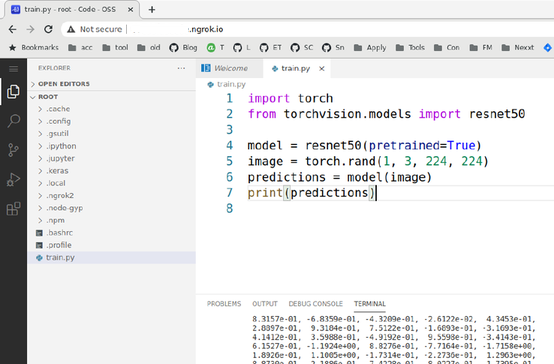 train.py - root - Code - OSS
Not secure | .ngrok.io
Bookmarks acc tool old Blog T L ET SC Sn Apply Tools Con FM Nexxt
EXPLORER
OPEN EDITORS
ROOT
.cache
.config
.gsutil
.ipython
.jupyter
.keras
.local
.ngrok2
.node-gyp
.npm
.bashrc
.profile
train.py
Welcome train.py
train.py
1 import torch
2 from torchvision.models import resnet50
3
4 model = resnet50(pretrained=True)
5 image = torch.rand(1, 3, 224, 224)
6 predictions = model(image)
7 print(predictions)
8
PROBLEMS OUTPUT DEBUG CONSOLE TERMINAL
8.3157e-01, -6.8359e-01, -4.3209e-01, -2.6122e-02, 4.3453e-01,
2.0897e-01, 9.3104e-01, 7.5122e-01, -1.6093e-01, -3.1693e-01,
4.1412e-01, 3.5988e-01, -4.9192e-01, 9.5598e-01, -3.4143e-01,
6.1527e-01, -1.1924e+00, 8.8276e-01, -7.7164e-01, -1.7158e+00,
1.8926e-01, 1.1005e+00, -1.7314e-01, -2.2736e-01, 1.2963e+00,